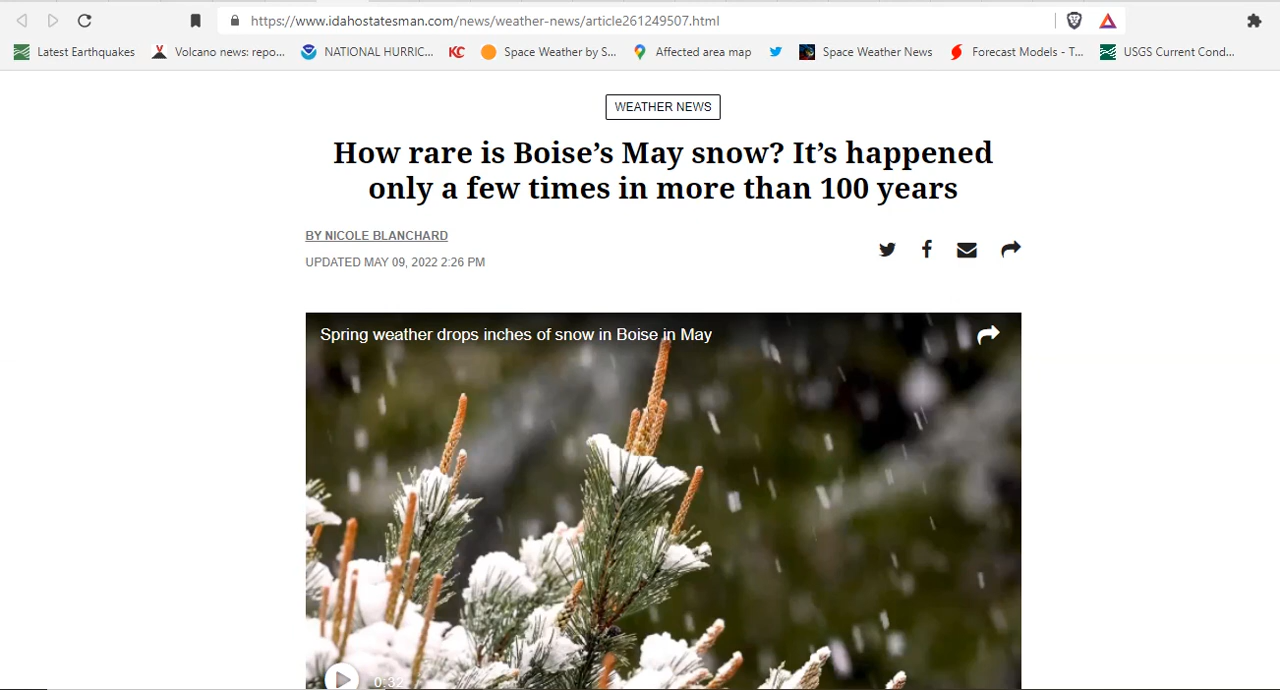 https://www.idahostatesman.com/news/weather-news/article261249507.html
Latest Earthquakes Volcano news: repo... NATIONAL HURRIC... KC Space Weather by S... Affected area map Space Weather News Forecast Models - T... USGS Current Cond...
WEATHER NEWS
How rare is Boise’s May snow? It’s happened
only a few times in more than 100 years
BY NICOLE BLANCHARD
UPDATED MAY 09, 2022 2:26 PM
Spring weather drops inches of snow in Boise in May
0:32